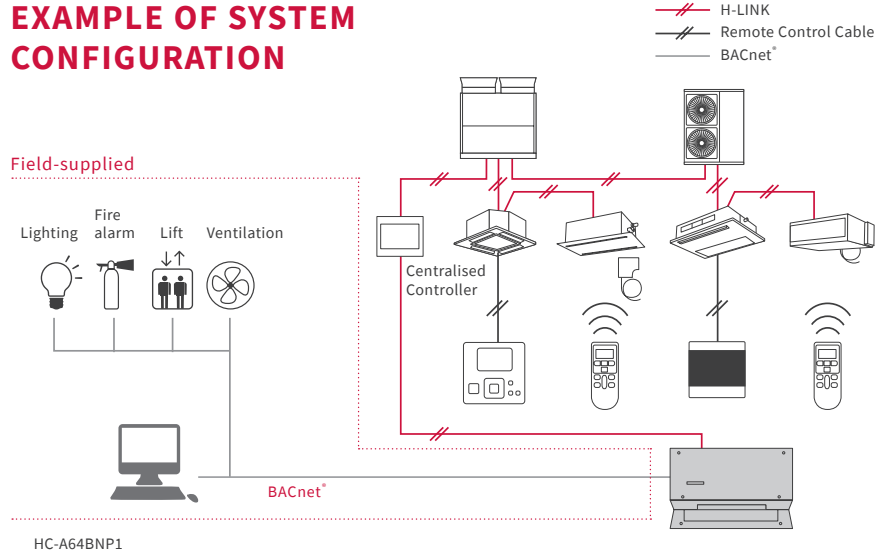 EXAMPLE OF SYSTEM
CONFIGURATION
H-LINK
Remote Control Cable
BACnet®
Field-supplied
Lighting
Fire
alarm
Lift
Ventilation
Centralised
Controller
BACnet®
HC-A64BNP1